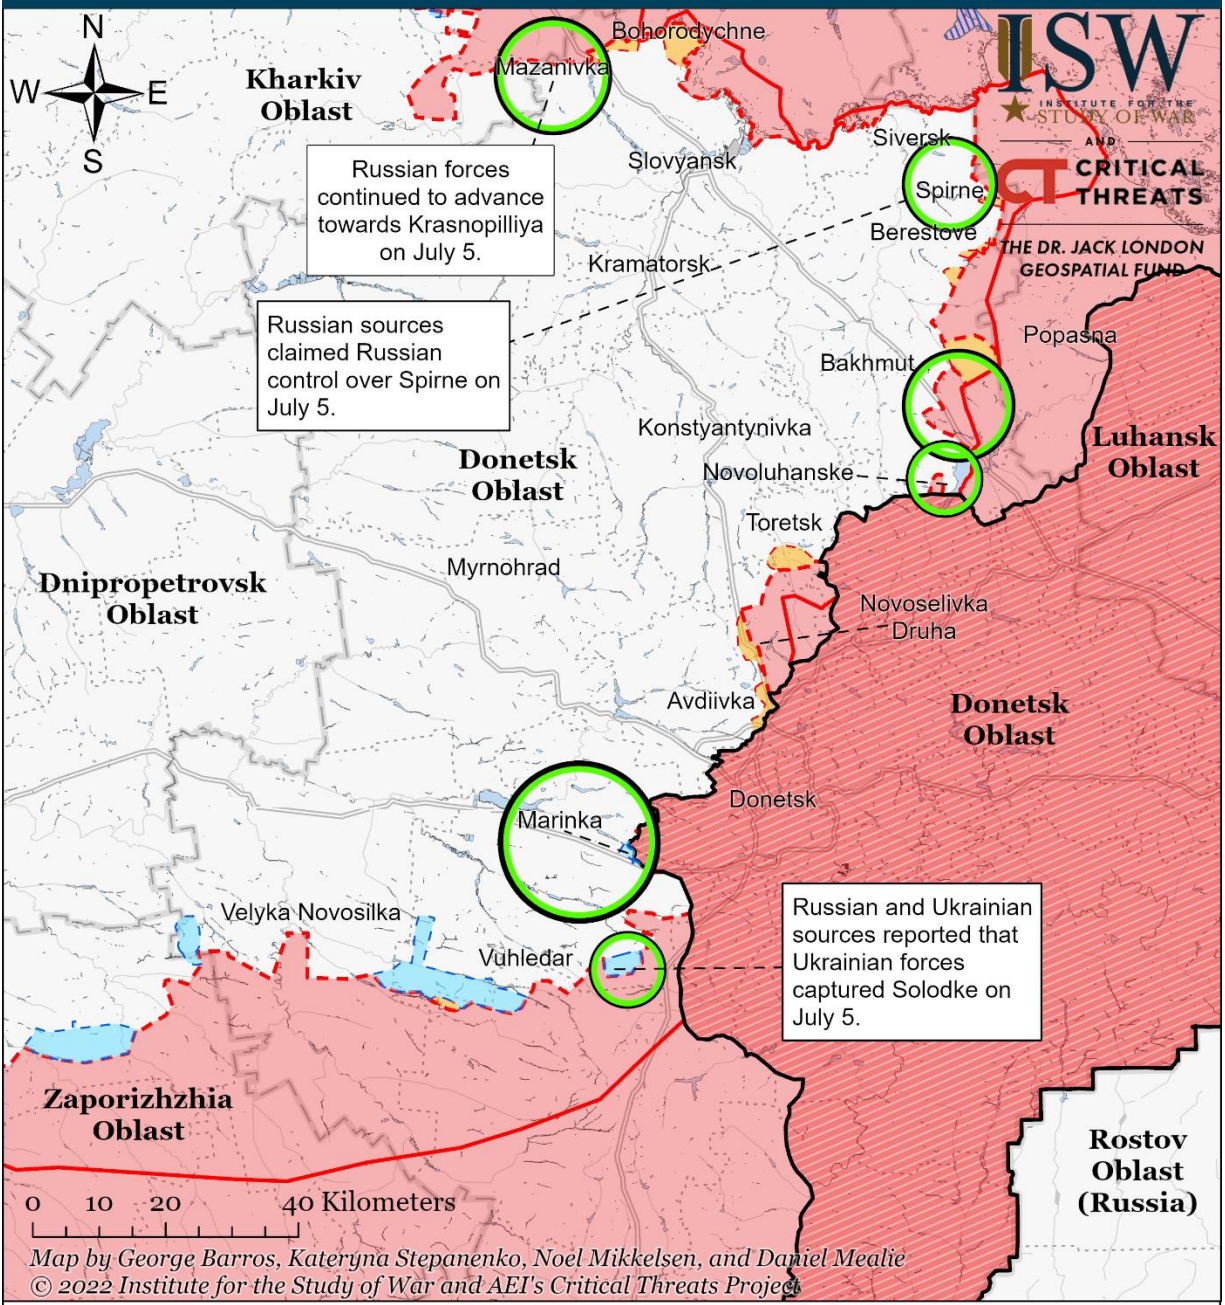 N
W
E
S
Kharkiv
Oblast
Bohorodychne
Mazanivka
ISW
INSTITUTE FOR THE
STUDY OF WAR
AND
CRITICAL
THREATS
THE DR. JACK LONDON
GEOSPATIAL FUND
Siversk
Slovyansk
Spirne
Berestove
Russian forces
continued to advance
towards Krasnopilliya
on July 5.
Kramatorsk
Russian sources
claimed Russian
control over Spirne on
July 5.
Popasna
Bakhmut
Konstyantynivka
Luhansk
Oblast
Donetsk
Oblast
Novoluhanske
Toretsk
Myrnohrad
Dnipropetrovsk
Oblast
Novoselivka
Druha
Avdiivka
Donetsk
Oblast
Donetsk
Marinka
Velyka Novosilka
Vuhledar
Russian and Ukrainian
sources reported that
Ukrainian forces
captured Solodke on
July 5.
Zaporizhzhia
Oblast
Rostov
Oblast
(Russia)
0 10 20 40 Kilometers
Map by George Barros, Kateryna Stepanenko, Noel Mikkelsen, and Daniel Mealie
© 2022 Institute for the Study of War and AEI's Critical Threats Project